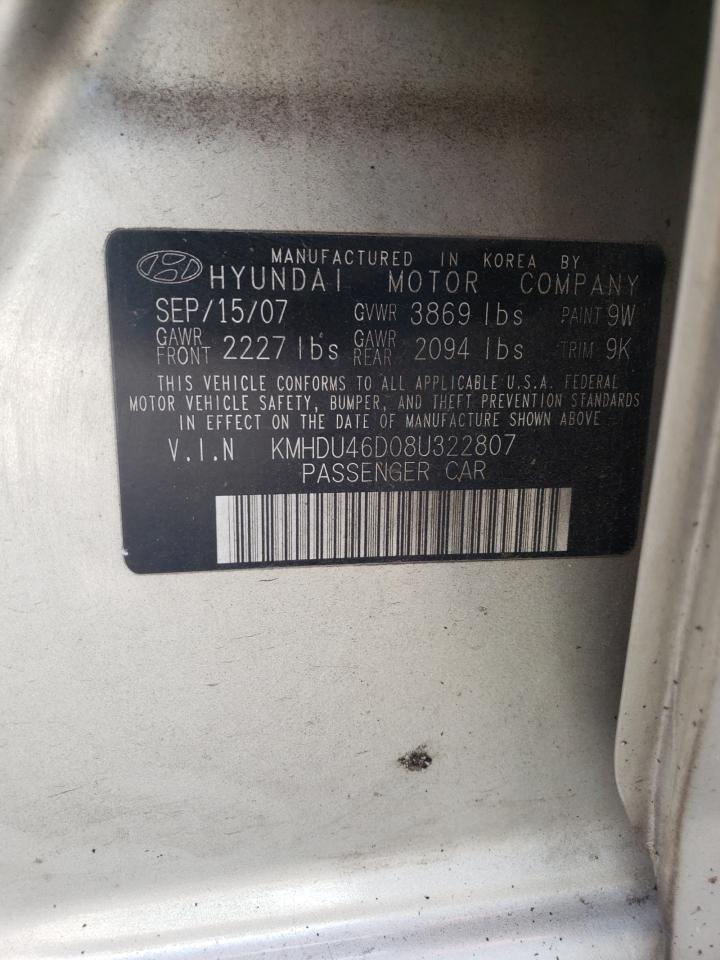 MANUFACTURED IN KOREA BY
HYUNDAI MOTOR COMPANY
SEP/15/07 GVWR 3869 lbs PAINT 9W
GAWR FRONT 2227 lbs GAWR REAR 2094 lbs TRIM 9K
THIS VEHICLE CONFORMS TO ALL APPLICABLE U.S.A. FEDERAL
MOTOR VEHICLE SAFETY, BUMPER, AND THEFT PREVENTION STANDARDS
IN EFFECT ON THE DATE OF MANUFACTURE SHOWN ABOVE
V.I.N KMHDU46D08U322807
PASSENGER CAR